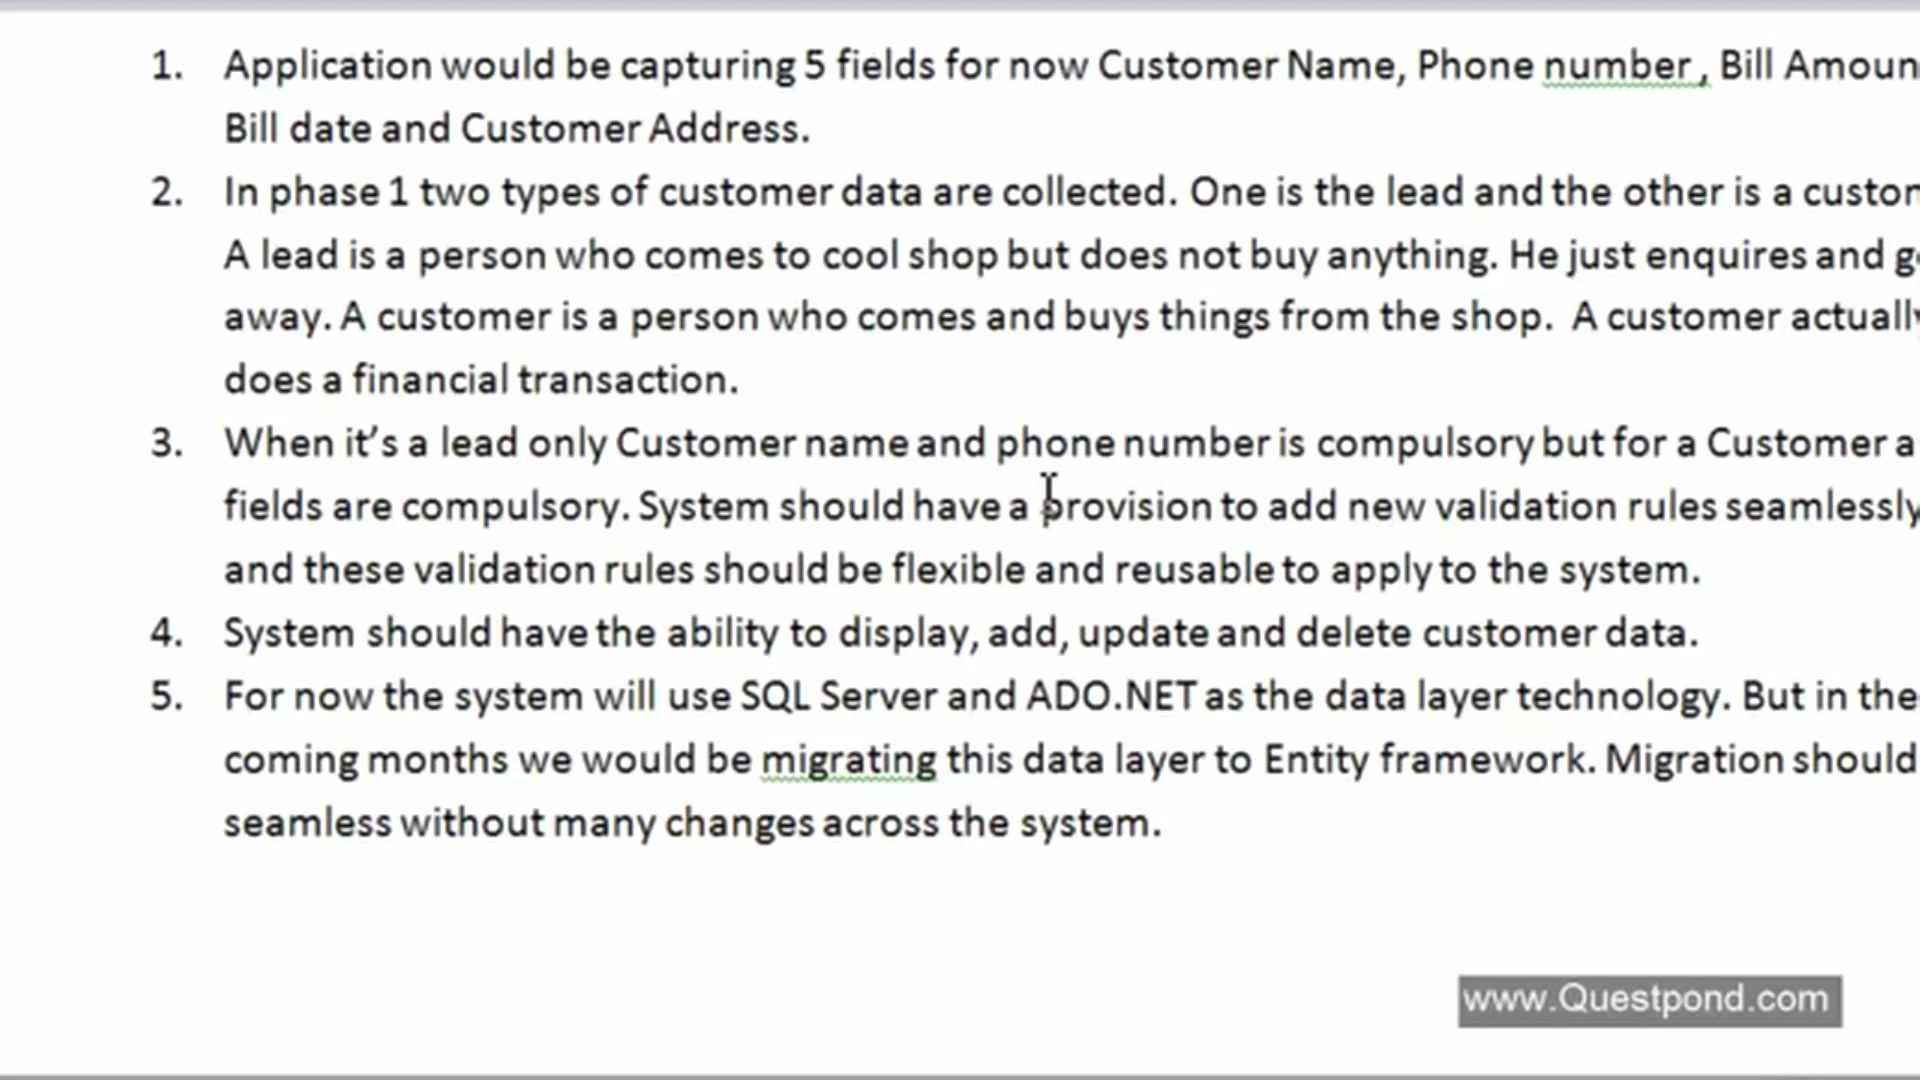 1. Application would be capturing 5 fields for now Customer Name, Phone number , Bill Amoun
Bill date and Customer Address.
2. In phase 1 two types of customer data are collected. One is the lead and the other is a custom
A lead is a person who comes to cool shop but does not buy anything. He just enquires and g
away. A customer is a person who comes and buys things from the shop. A customer actually
does a financial transaction.
3. When it's a lead only Customer name and phone number is compulsory but for a Customer a
fields are compulsory. System should have a provision to add new validation rules seamlessly
and these validation rules should be flexible and reusable to apply to the system.
4. System should have the ability to display, add, update and delete customer data.
5. For now the system will use SQL Server and ADO.NET as the data layer technology. But in the
coming months we would be migrating this data layer to Entity framework. Migration should
seamless without many changes across the system.
www.Questpond.com